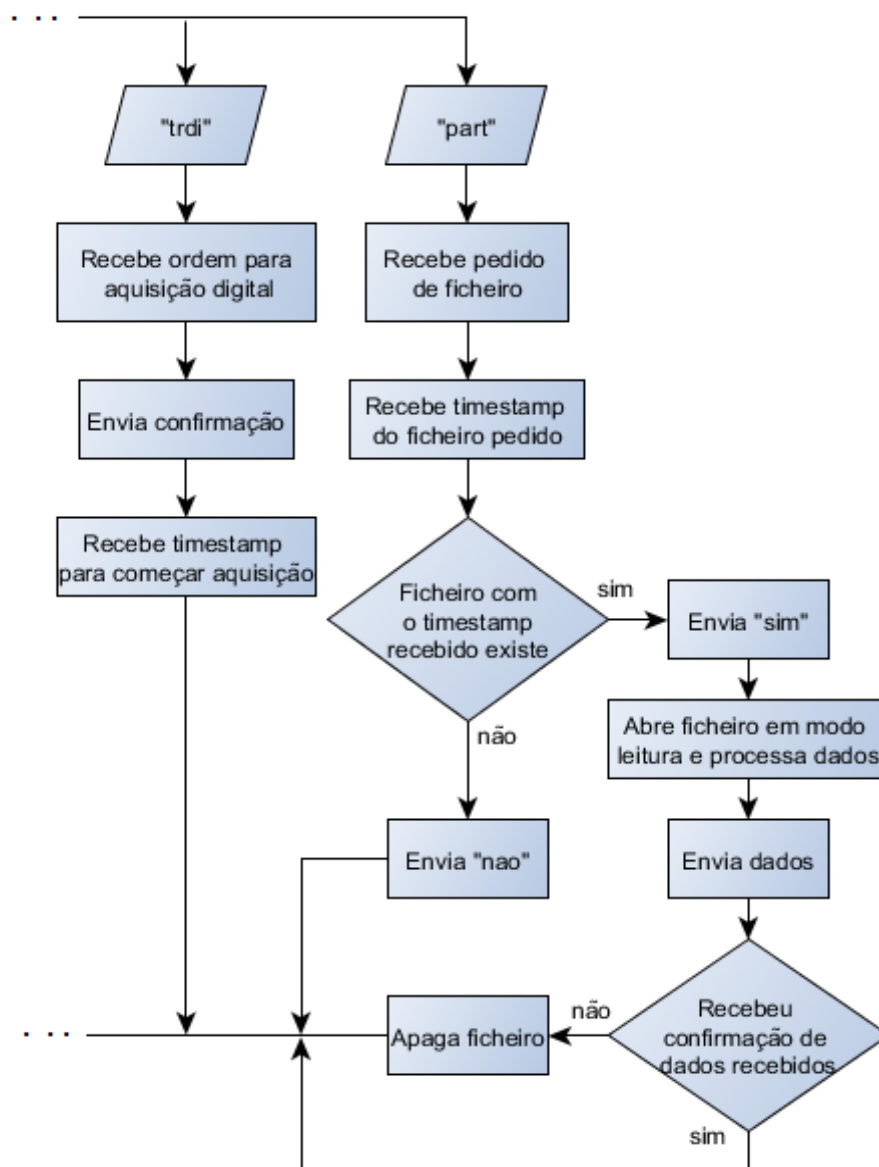 . . .
"trdi"
"part"
Recebe ordem para
aquisição digital
Recebe pedido
de ficheiro
Envia confirmação
Recebe timestamp
do ficheiro pedido
Recebe timestamp
para começar aquisição
Ficheiro com
o timestamp
recebido existe
sim
Envia "sim"
não
Abre ficheiro em modo
leitura e processa dados
Envia "nao"
Envia dados
. . .
Apaga ficheiro
não
Recebeu
confirmação de
dados recebidos
sim